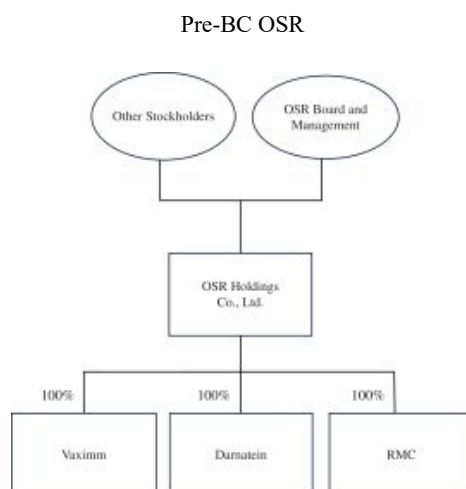 Pre-BC OSR
Other Stockholders
OSR Board and
Management
OSR Holdings
Co., Ltd.
100%
100%
100%
Vaximm
Darnatein
RMC